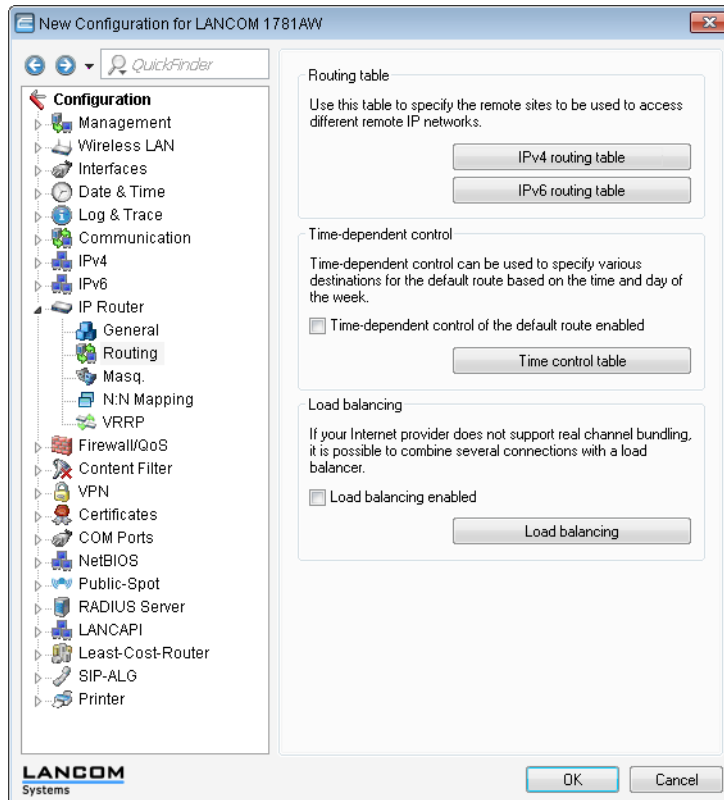 New Configuration for LANCOM 1781AW
QuickFinder
Configuration
Management
Wireless LAN
Interfaces
Date & Time
Log & Trace
Communication
IPv4
IPv6
IP Router
General
Routing
Masq.
N:N Mapping
VRRP
Firewall/QoS
Content Filter
VPN
Certificates
COM Ports
NetBIOS
Public-Spot
RADIUS Server
LANCAPI
Least-Cost-Router
SIP-ALG
Printer
Routing table
Use this table to specify the remote sites to be used to access
different remote IP networks.
IPv4 routing table
IPv6 routing table
Time-dependent control
Time-dependent control can be used to specify various
destinations for the default route based on the time and day of
the week.
Time-dependent control of the default route enabled
Time control table
Load balancing
If your Internet provider does not support real channel bundling,
it is possible to combine several connections with a load
balancer.
Load balancing enabled
Load balancing
LANCOM
Systems
OK
Cancel